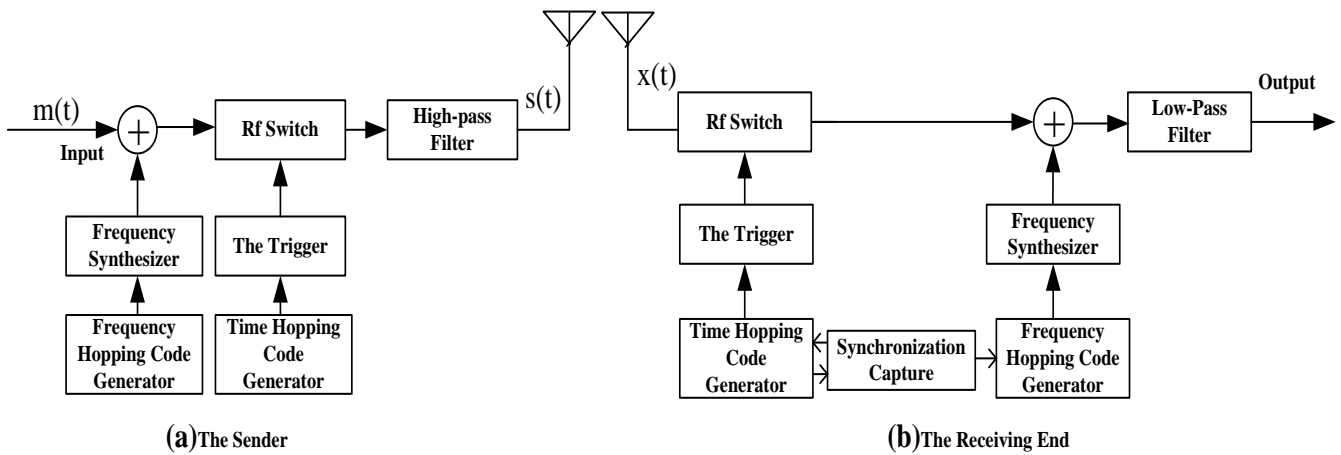 m(t)
Input
+
Rf Switch
High-pass
Filter
s(t)
Frequency
Synthesizer
The Trigger
Frequency
Hopping Code
Generator
Time Hopping
Code
Generator
(a)The Sender
x(t)
Rf Switch
+
Low-Pass
Filter
Output
The Trigger
Frequency
Synthesizer
Time Hopping
Code
Generator
Synchronization
Capture
Frequency
Hopping Code
Generator
(b)The Receiving End